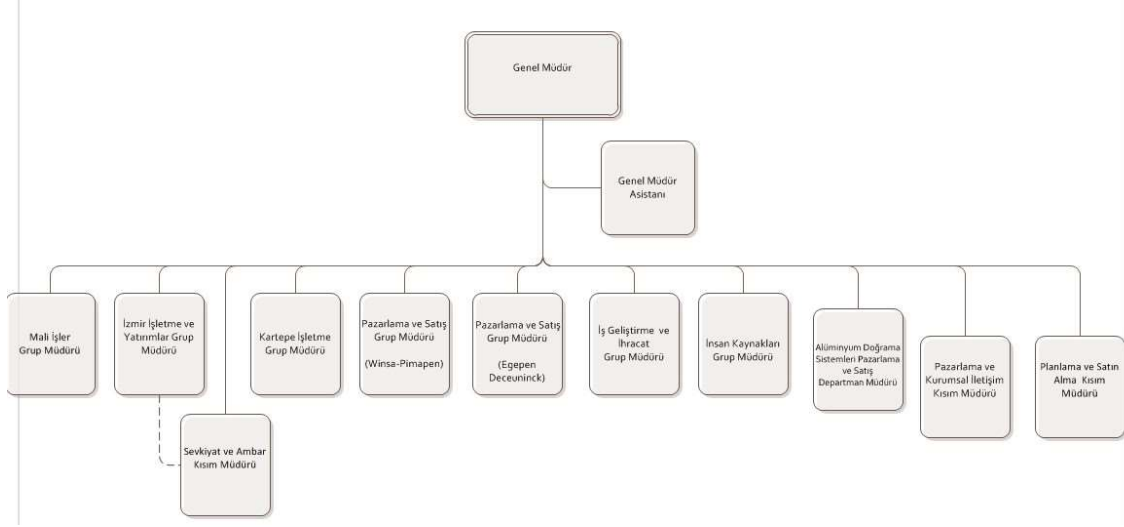 Genel Müdür
Genel Müdür
Asistanı
Mali İşler
Grup Müdürü
İzmir İşletme ve
Yatırımlar Grup
Müdürü
Kartepe İşletme
Grup Müdürü
Pazarlama ve Satış
Grup Müdürü
(Winsa-Pimapen)
Pazarlama ve Satış
Grup Müdürü
(Egepen
Deceuninck)
İş Geliştirme ve
İhracat
Grup Müdürü
İnsan Kaynakları
Grup Müdürü
Alüminyum Doğrama
Sistemleri Pazarlama
ve Satış
Departman Müdürü
Pazarlama ve
Kurumsal İletişim
Kısım Müdürü
Planlama ve Satın
Alma Kısım
Müdürü
Sevkiyat ve Ambar
Kısım Müdürü